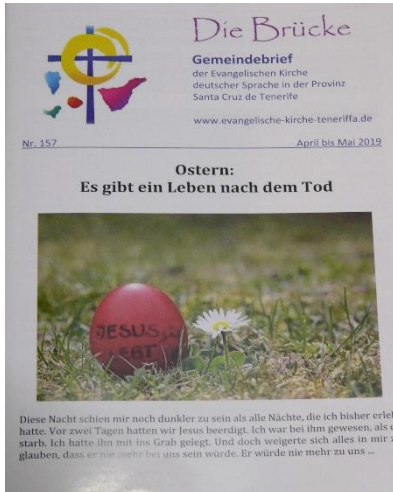 Die Brücke
Gemeindebrief
der Evangelischen Kirche
deutscher Sprache in der Provinz
Santa Cruz de Tenerife
www.evangelische-kirche-teneriffa.de
Nr. 157
April bis Mai 2019
Ostern:
Es gibt ein Leben nach dem Tod
JESUS
LEBT
Diese Nacht schien mir noch dunkler zu sein als alle Nächte, die ich bisher
hatte. Vor zwei Tagen hatten wir Jesus beerdigt. Ich war bei ihm gewesen, als
starb. Ich hatte ihn mit ins Grab gelegt. Und doch weigerte sich alles in mir
glauben, dass er nie mehr bei uns sein würde. Er würde nie mehr zu uns ...